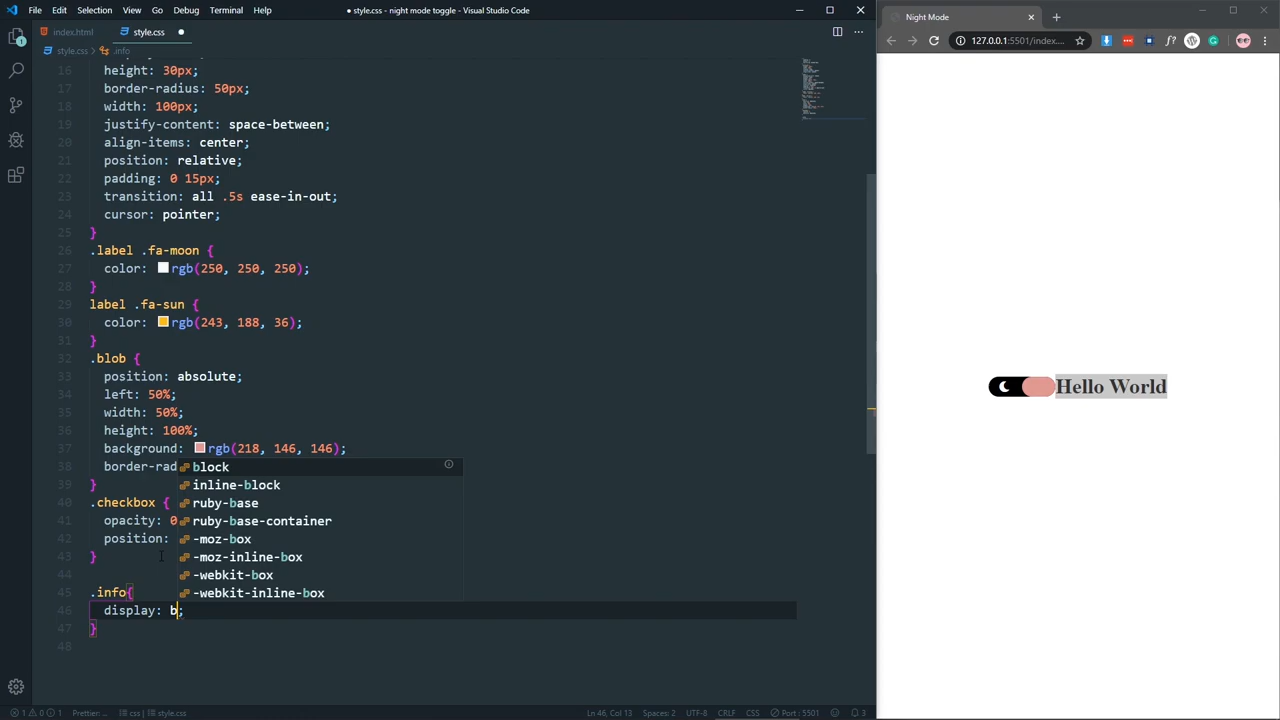 File Edit Selection View Go Debug Terminal Help
● style.css - night mode toggle - Visual Studio Code
index.html
style.css ●
style.css > .info
16 height: 30px;
17 border-radius: 50px;
18 width: 100px;
19 justify-content: space-between;
20 align-items: center;
21 position: relative;
22 padding: 0 15px;
23 transition: all .5s ease-in-out;
24 cursor: pointer;
25 }
26 .label .fa-moon {
27 color: rgb(250, 250, 250);
28 }
29 label .fa-sun {
30 color: rgb(243, 188, 36);
31 }
32 .blob {
33 position: absolute;
34 left: 50%;
35 width: 50%;
36 height: 100%;
37 background: rgb(218, 146, 146);
38 border-rad
39 }
40 .checkbox {
41 opacity: 0
42 position:
43 }
44
45 .info{
46 display: b;
47 }
48
block
inline-block
ruby-base
ruby-base-container
-moz-box
-moz-inline-box
-webkit-box
-webkit-inline-box
1 0 1 Prettier: css | style.css
Ln 46, Col 13 Spaces: 2 UTF-8 CRLF CSS Port : 5501 3
Night Mode
127.0.0.1:5501/index....
f?
Hello World